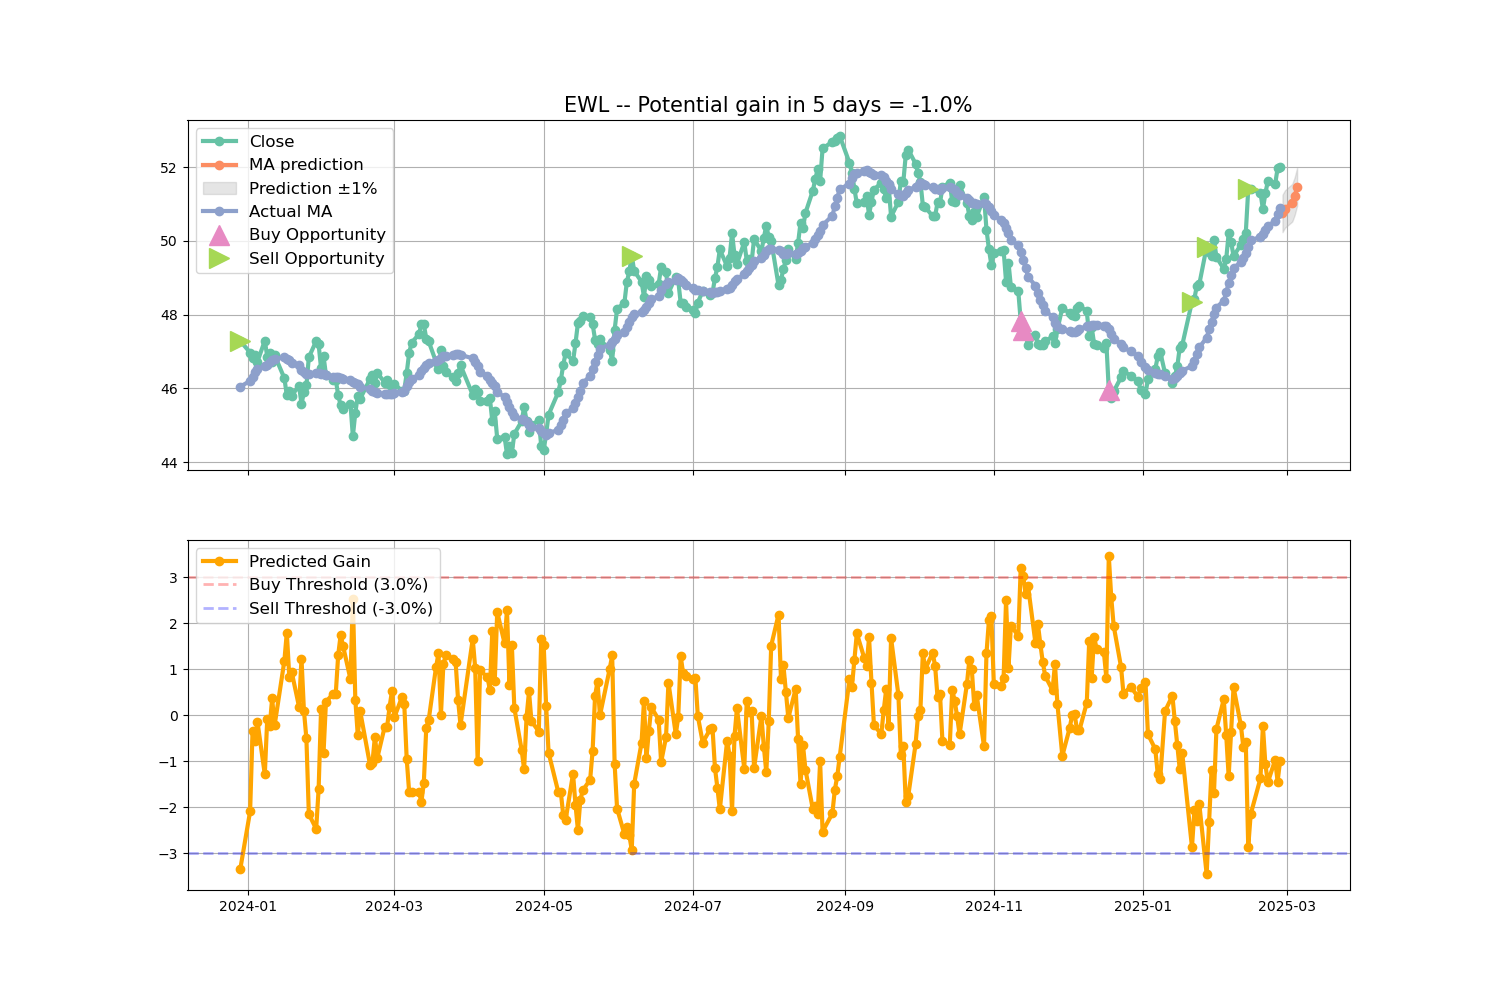 EWL -- Potential gain in 5 days = -1.0%
Close
MA prediction
Prediction ±1%
Actual MA
Buy Opportunity
Sell Opportunity
52
50
48
46
44
Predicted Gain
Buy Threshold (3.0%)
Sell Threshold (-3.0%)
3
2
1
0
−1
−2
−3
2024-01 2024-03 2024-05 2024-07 2024-09 2024-11 2025-01 2025-03